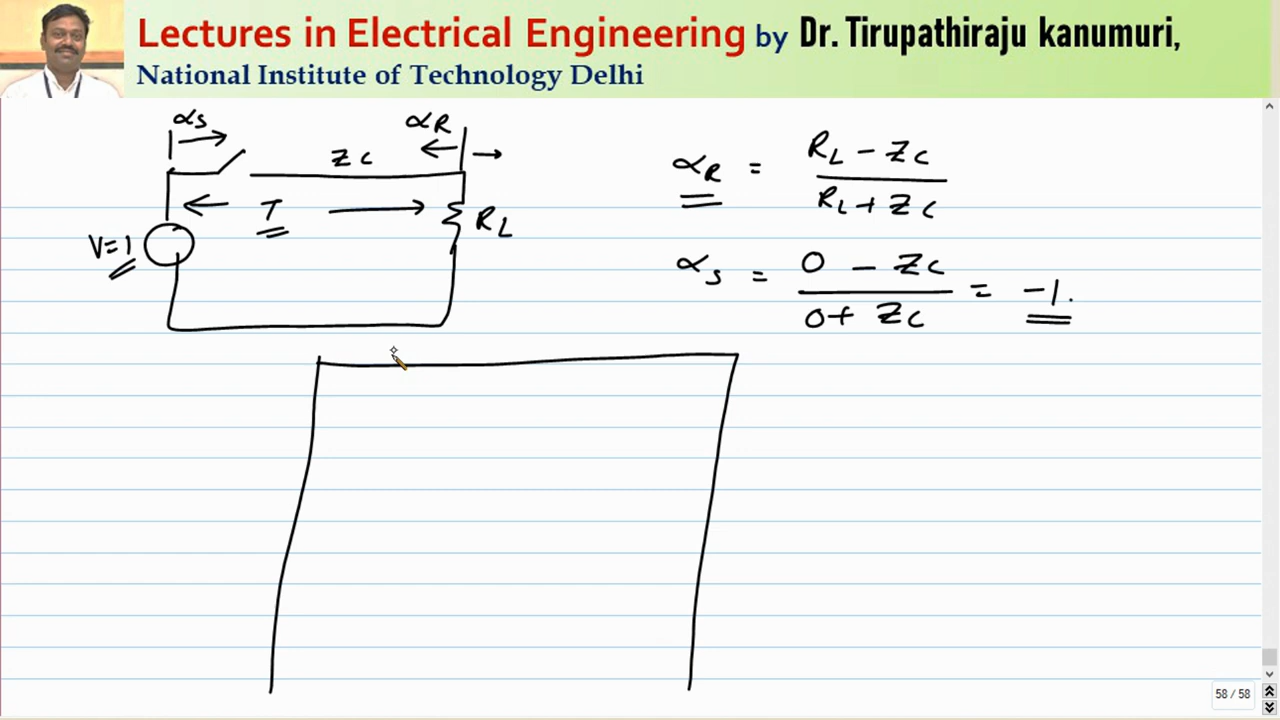 Lectures in Electrical Engineering by Dr. Tirupathiraju kanumuri,
National Institute of Technology Delhi
αs
αR
Zc
T
RL
V=1
αR = RL - Zc / RL + Zc
αs = 0 - Zc / 0 + Zc = -1.
58 / 58